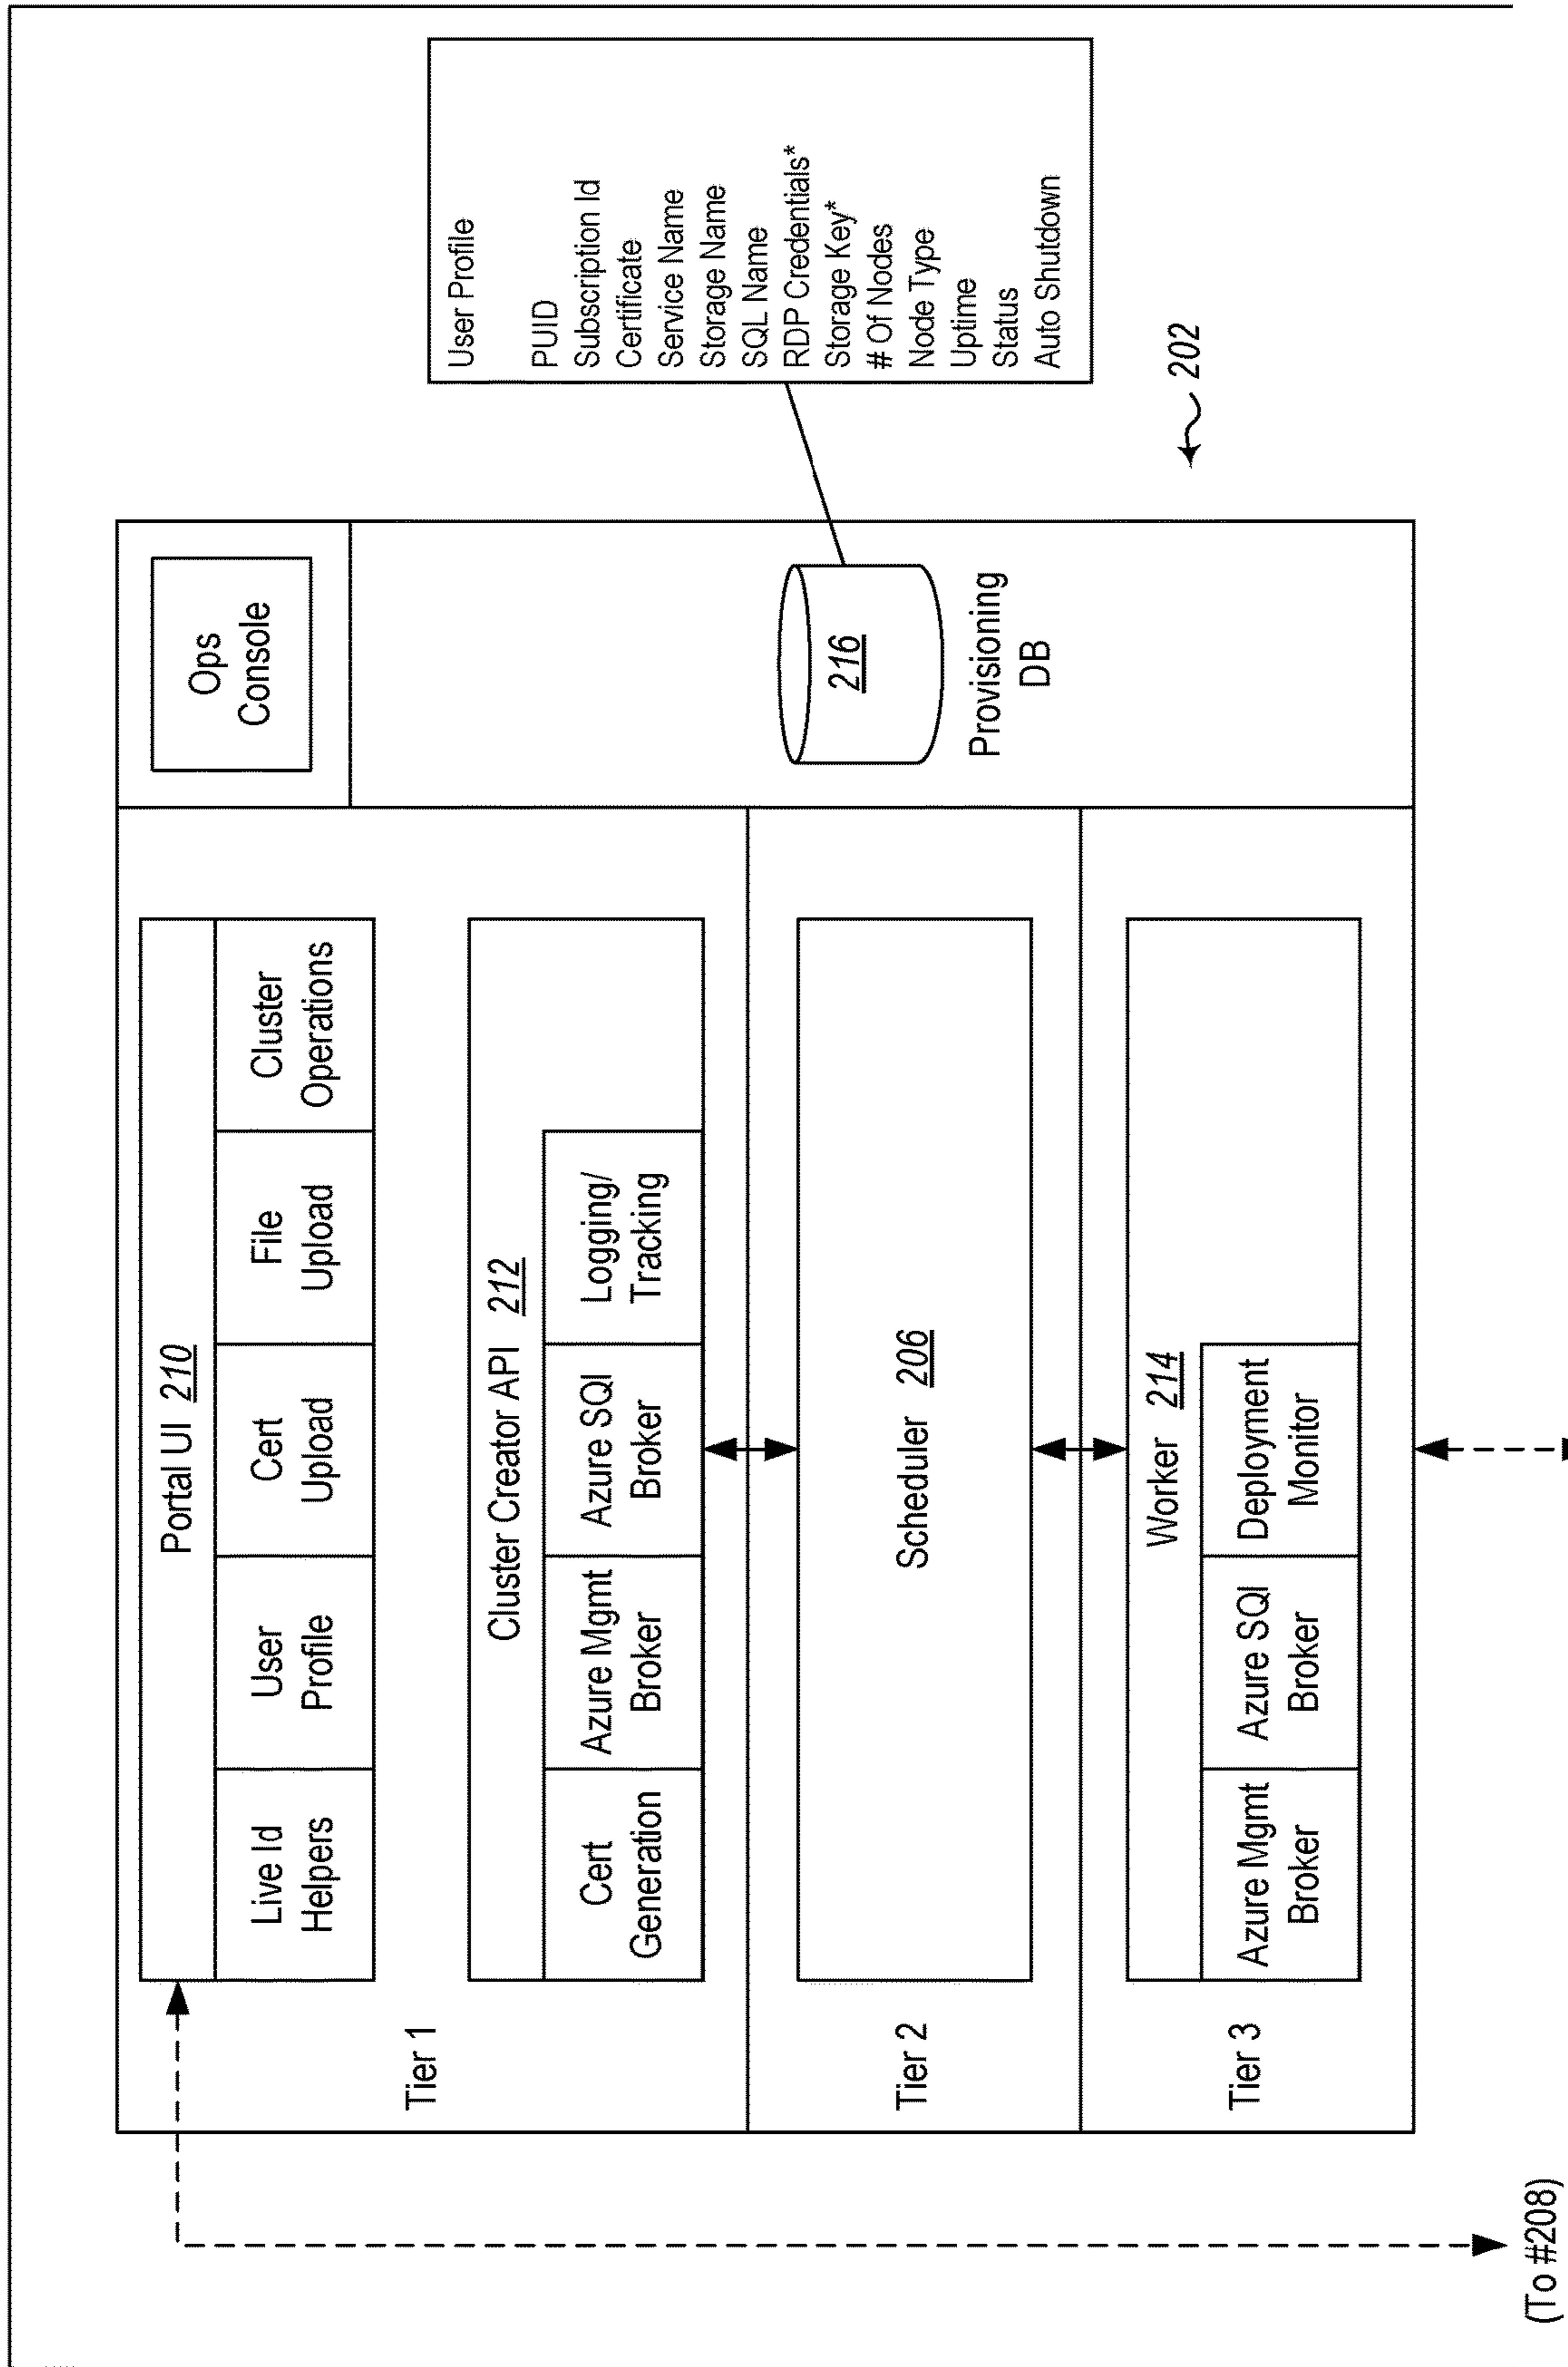 Portal UI 210
Live Id
Helpers
User
Profile
Cert
Upload
File
Upload
Cluster
Operations
Ops
Console
Tier 1
Cluster Creator API 212
Cert
Generation
Azure Mgmt
Broker
Azure SQl
Broker
Logging/
Tracking
Tier 2
Scheduler 206
Tier 3
Worker 214
Azure Mgmt
Broker
Azure SQl
Broker
Deployment
Monitor
216
Provisioning
DB
User Profile
PUID
Subscription Id
Certificate
Service Name
Storage Name
SQL Name
RDP Credentials*
Storage Key*
# Of Nodes
Node Type
Uptime
Status
Auto Shutdown
202
(To #208)